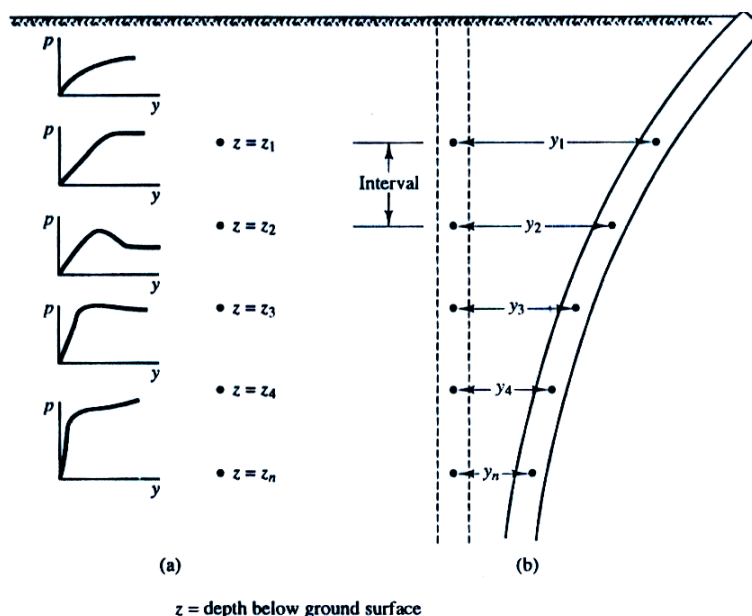 p
y
p
y
z = z1
p
y
z = z2
p
y
z = z3
p
y
z = z4
z = zn
Interval
y1
y2
y3
y4
yn
(a)
(b)
z = depth below ground surface